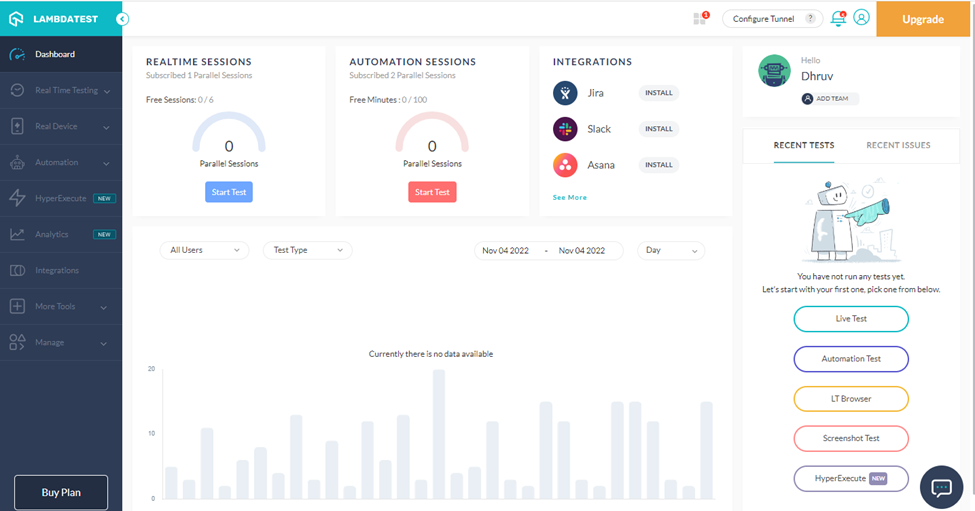 LAMBDATEST
1
Configure Tunnel ?
Upgrade
Dashboard
Real Time Testing
Real Device
Automation
HyperExecute NEW
Analytics NEW
Integrations
More Tools
Manage
Buy Plan
REALTIME SESSIONS
Subscribed 1 Parallel Sessions
Free Sessions: 0 / 6
0
Parallel Sessions
Start Test
AUTOMATION SESSIONS
Subscribed 2 Parallel Sessions
Free Minutes : 0 / 100
0
Parallel Sessions
Start Test
INTEGRATIONS
Jira INSTALL
Slack INSTALL
Asana INSTALL
See More
Hello
Dhruv
ADD TEAM
RECENT TESTS RECENT ISSUES
You have not run any tests yet.
Let's start with your first one, pick one from below.
Live Test
Automation Test
LT Browser
Screenshot Test
HyperExecute NEW
All Users Test Type Nov 04 2022 - Nov 04 2022 Day
Currently there is no data available
20
10
0